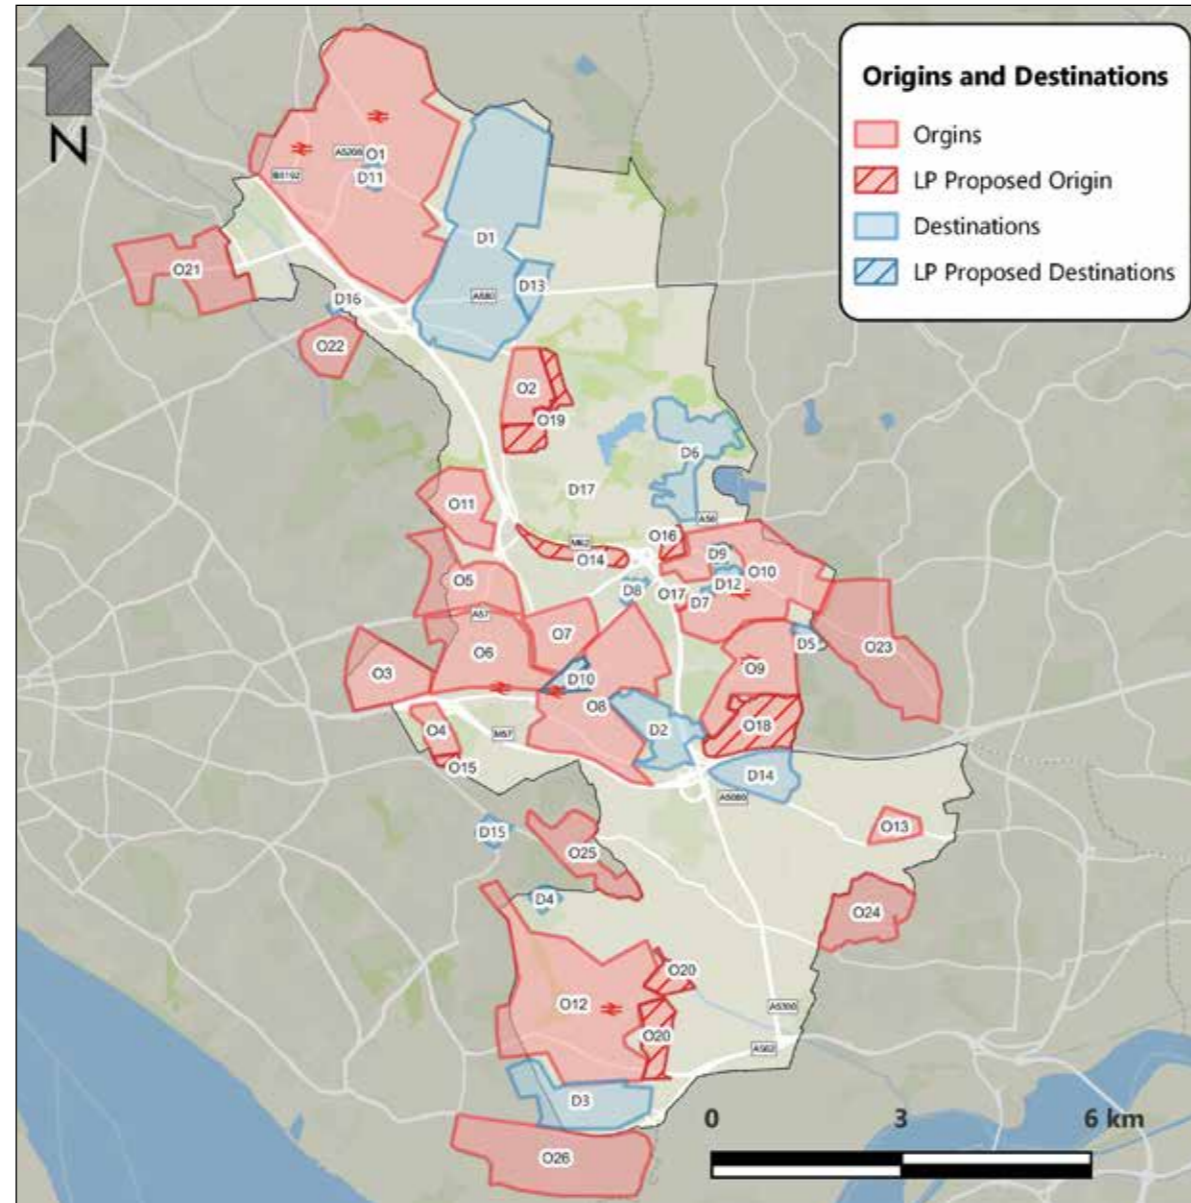 N
Origins and Destinations
Orgins
LP Proposed Origin
Destinations
LP Proposed Destinations
A5208
O1
B5192
D11
D1
O21
D13
A580
D16
O22
O2
O19
D6
D17
O11
A58
O16
M62
O14
D9
O10
O5
D12
D8
O17
D7
A57
O7
D5
O6
O9
O23
O3
D10
O8
O4
D2
O18
M57
O15
D14
A5080
D15
O13
O25
D4
O24
O20
O12
A5300
O20
A562
D3
0 3 6 km
O26